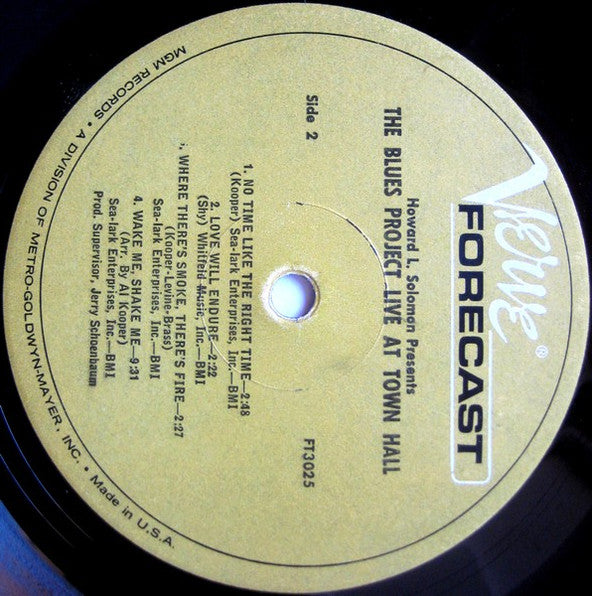 Verve®
FORECAST
Howard L. Soloman Presents
THE BLUES PROJECT LIVE AT TOWN HALL
Side 2
FT3025
1. NO TIME LIKE THE RIGHT TIME—2:48
(Kooper) Sea-lark Enterprises, Inc.—BMI
2. LOVE WILL ENDURE—2:22
(Shy) Whitfeld Music, Inc.—BMI
. WHERE THERE'S SMOKE, THERE'S FIRE—2:27
(Kooper-Levine-Brass)
Sea-lark Enterprises, Inc.—BMI
4. WAKE ME, SHAKE ME—9:31
(Arr. By Al Kooper)
Sea-lark Enterprises, Inc.—BMI
Prod. Supervisor, Jerry Schoenbaum
MGM RECORDS • A DIVISION OF METRO-GOLDWYN-MAYER, INC. • Made in U.S.A.